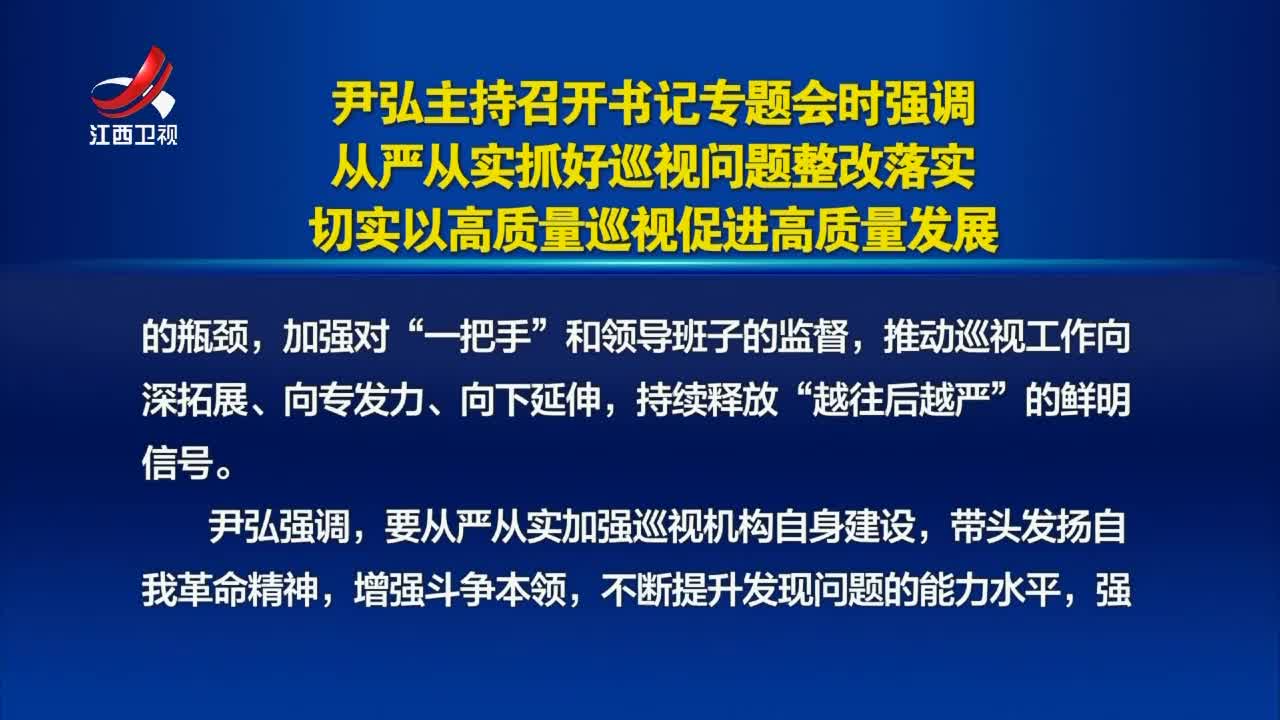 江西卫视
尹弘主持召开书记专题会时强调
从严从实抓好巡视问题整改落实
切实以高质量巡视促进高质量发展
的瓶颈，加强对“一把手”和领导班子的监督，推动巡视工作向
深拓展、向专发力、向下延伸，持续释放“越往后越严”的鲜明
信号。
尹弘强调，要从严从实加强巡视机构自身建设，带头发扬自
我革命精神，增强斗争本领，不断提升发现问题的能力水平，强